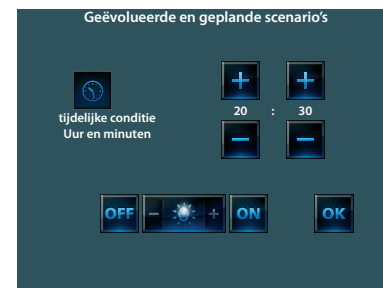 Geëvolueerde en geplande scenario's
+ +
tijdelijke conditie
Uur en minuten
20 : 30
− −
OFF − + ON OK